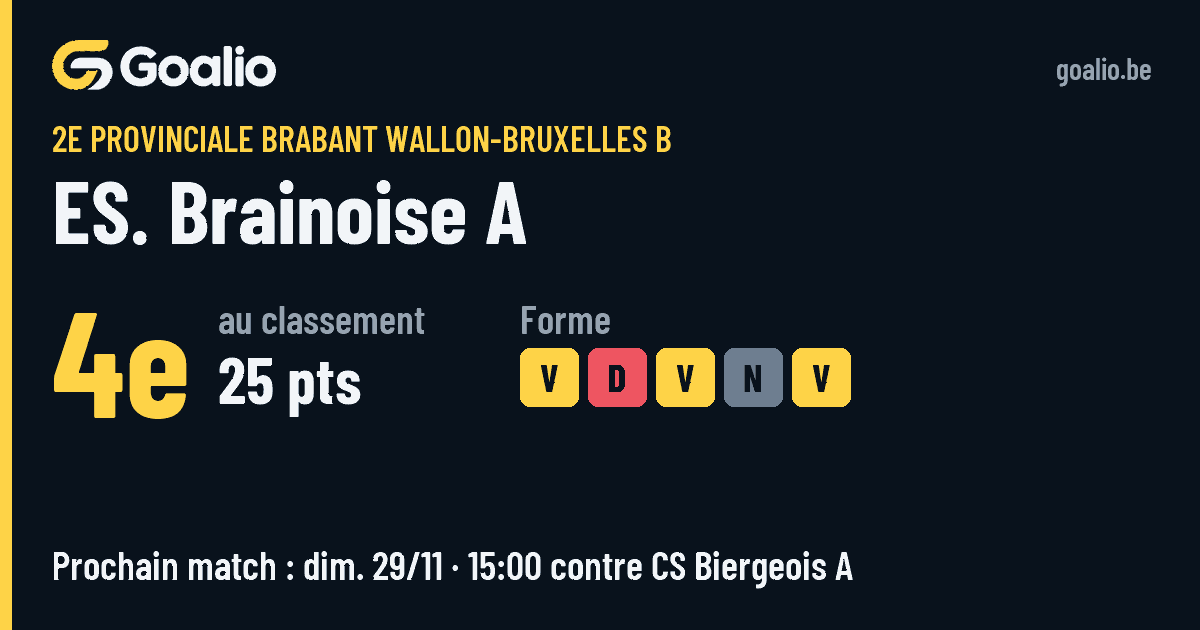 Goalio
goalio.be
2E PROVINCIALE BRABANT WALLON-BRUXELLES B
ES. Brainoise A
4e
au classement
25 pts
Forme
V D V N V
Prochain match : dim. 29/11 · 15:00 contre CS Biergeois A